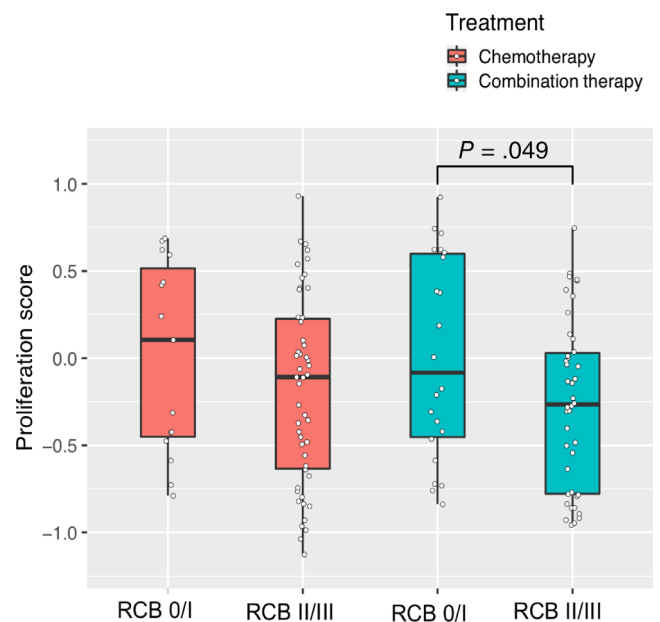 Treatment
Chemotherapy
Combination therapy
P = .049
Proliferation score
1.0
0.5
0.0
−0.5
−1.0
RCB 0/I
RCB II/III
RCB 0/I
RCB II/III